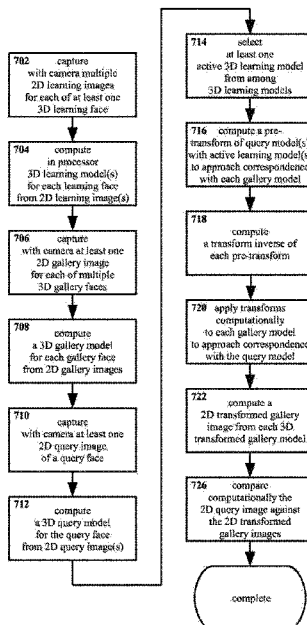 702 capture
with camera multiple
2D learning images
for each of at least one
3D learning face
704 compute
in processor
3D learning model(s)
for each learning face
from 2D learning image(s)
706 capture
with camera at least one
2D gallery image
for each of multiple
3D gallery faces
708 compute
a 3D gallery model
for each gallery face
from 2D gallery images
710 capture
with camera at least one
2D query image
of a query face
712 compute
a 3D query model
for the query face
from 2D query image(s)
714 select
at least one
active 3D learning model
from among
3D learning models
716 compute a pre-
transform of query model(s)
with active learning model(s)
to approach correspondence
with each gallery model
718 compute
a transform inverse
of each pre-transform
720 apply transforms
computationally
to each gallery model
to approach correspondence
with the query model
722 compute a
2D transformed gallery
image from each 3D
transformed gallery model
726 compare
computationally the
2D query image against
the 2D transformed
gallery images
complete